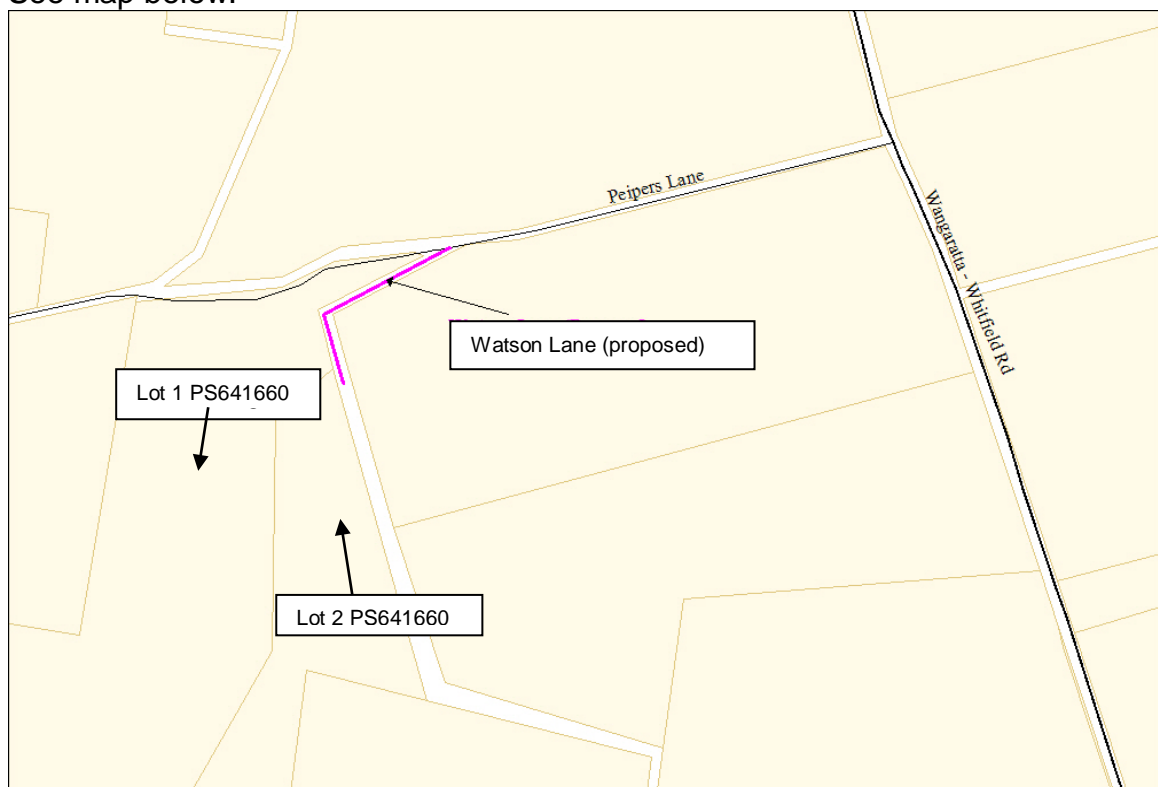 See map below.
Peipers Lane
Wangaratta - Whitfield Rd
Watson Lane (proposed)
Lot 1 PS641660
Lot 2 PS641660